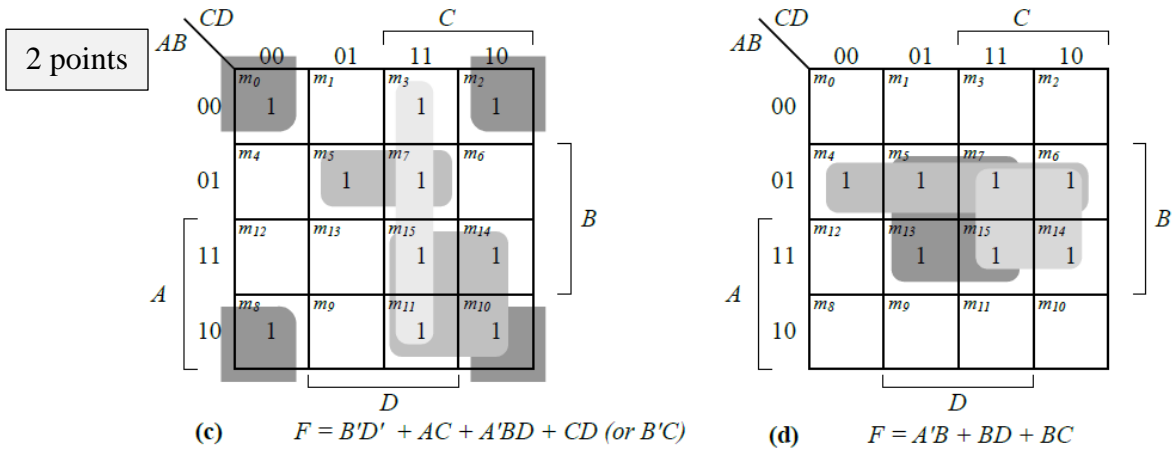 2 points
CD
AB
C
00 01 11 10
m0 m1 m3 m2
00 1 1 1
m4 m5 m7 m6
01 1 1
B
m12 m13 m15 m14
11 1 1
A
m8 m9 m11 m10
10 1 1 1
D
(c) F = B'D' + AC + A'BD + CD (or B'C)
CD
AB
C
00 01 11 10
m0 m1 m3 m2
00
m4 m5 m7 m6
01 1 1 1 1
B
m12 m13 m15 m14
11 1 1 1
A
m8 m9 m11 m10
10
D
(d) F = A'B + BD + BC